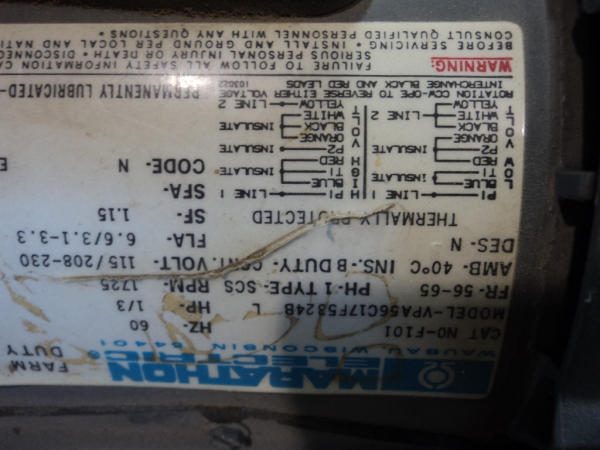 MARATHON
ELECTRIC®
WAUSAU, WISCONSIN 54401
FARM
DUTY
CAT NO-F101
HZ- 60
MODEL-VPA56C17F5324B L
HP- 1/3
FR-56-65 PH-1 TYPE-SCS
RPM- 1725
AMB-40°C INS.-B DUTY-CONT.
VOLT- 115/208-230
DES-N
FLA- 6.6/3.1-3.3
THERMALLY PROTECTED
SF- 1.15
SFA-
CODE- N
E
P1 LINE 1
BLUE
T1 INSULATE
RED
P2 INSULATE
ORANGE
BLACK
WHITE LINE 2
YELLOW
LOW VOLT
P1 LINE 1
BLUE
T1 INSULATE
RED
P2
ORANGE INSULATE
BLACK
WHITE
YELLOW LINE 2
HIGH VOLT
ROTATION CCW-OPE TO REVERSE EITHER VOLTAGE
INTERCHANGE BLACK AND RED LEADS
103022
PERMANENTLY LUBRICATED-
WARNING:
FAILURE TO FOLLOW ALL SAFETY INFORMATION
SERIOUS PERSONAL INJURY OR DEATH • DISCONNEC
BEFORE SERVICING • INSTALL AND GROUND PER LOCAL AND NATI
CONSULT QUALIFIED PERSONNEL WITH ANY QUESTIONS